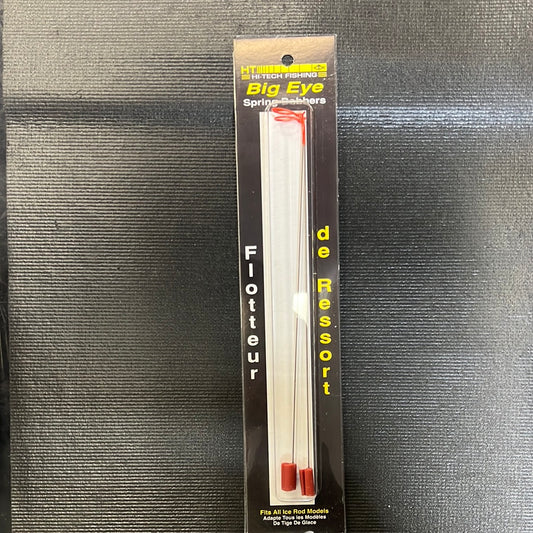 HT
HI-TECH FISHING
Big Eye
Spring Bobbers
Flotteur
de Ressort
Fits All Ice Rod Models
Adapte Tous les Modèles
De Tige De Glace